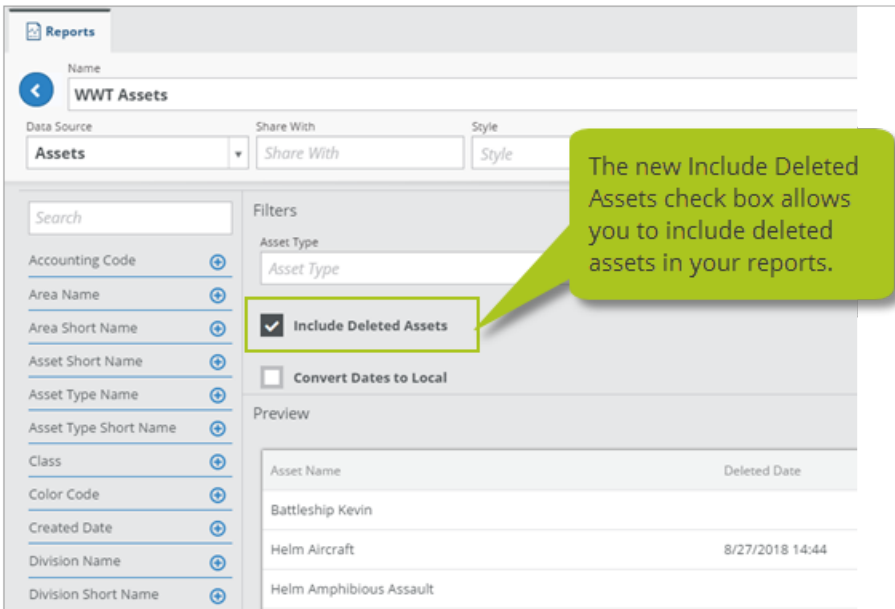 Reports
Name
WWT Assets
Data Source
Share With
Style
Assets
Share With
Style
The new Include Deleted
Assets check box allows
you to include deleted
assets in your reports.
Search
Accounting Code
Area Name
Area Short Name
Asset Short Name
Asset Type Name
Asset Type Short Name
Class
Color Code
Created Date
Division Name
Division Short Name
Filters
Asset Type
Asset Type
Include Deleted Assets
Convert Dates to Local
Preview
Asset Name Deleted Date
Battleship Kevin
Helm Aircraft 8/27/2018 14:44
Helm Amphibious Assault